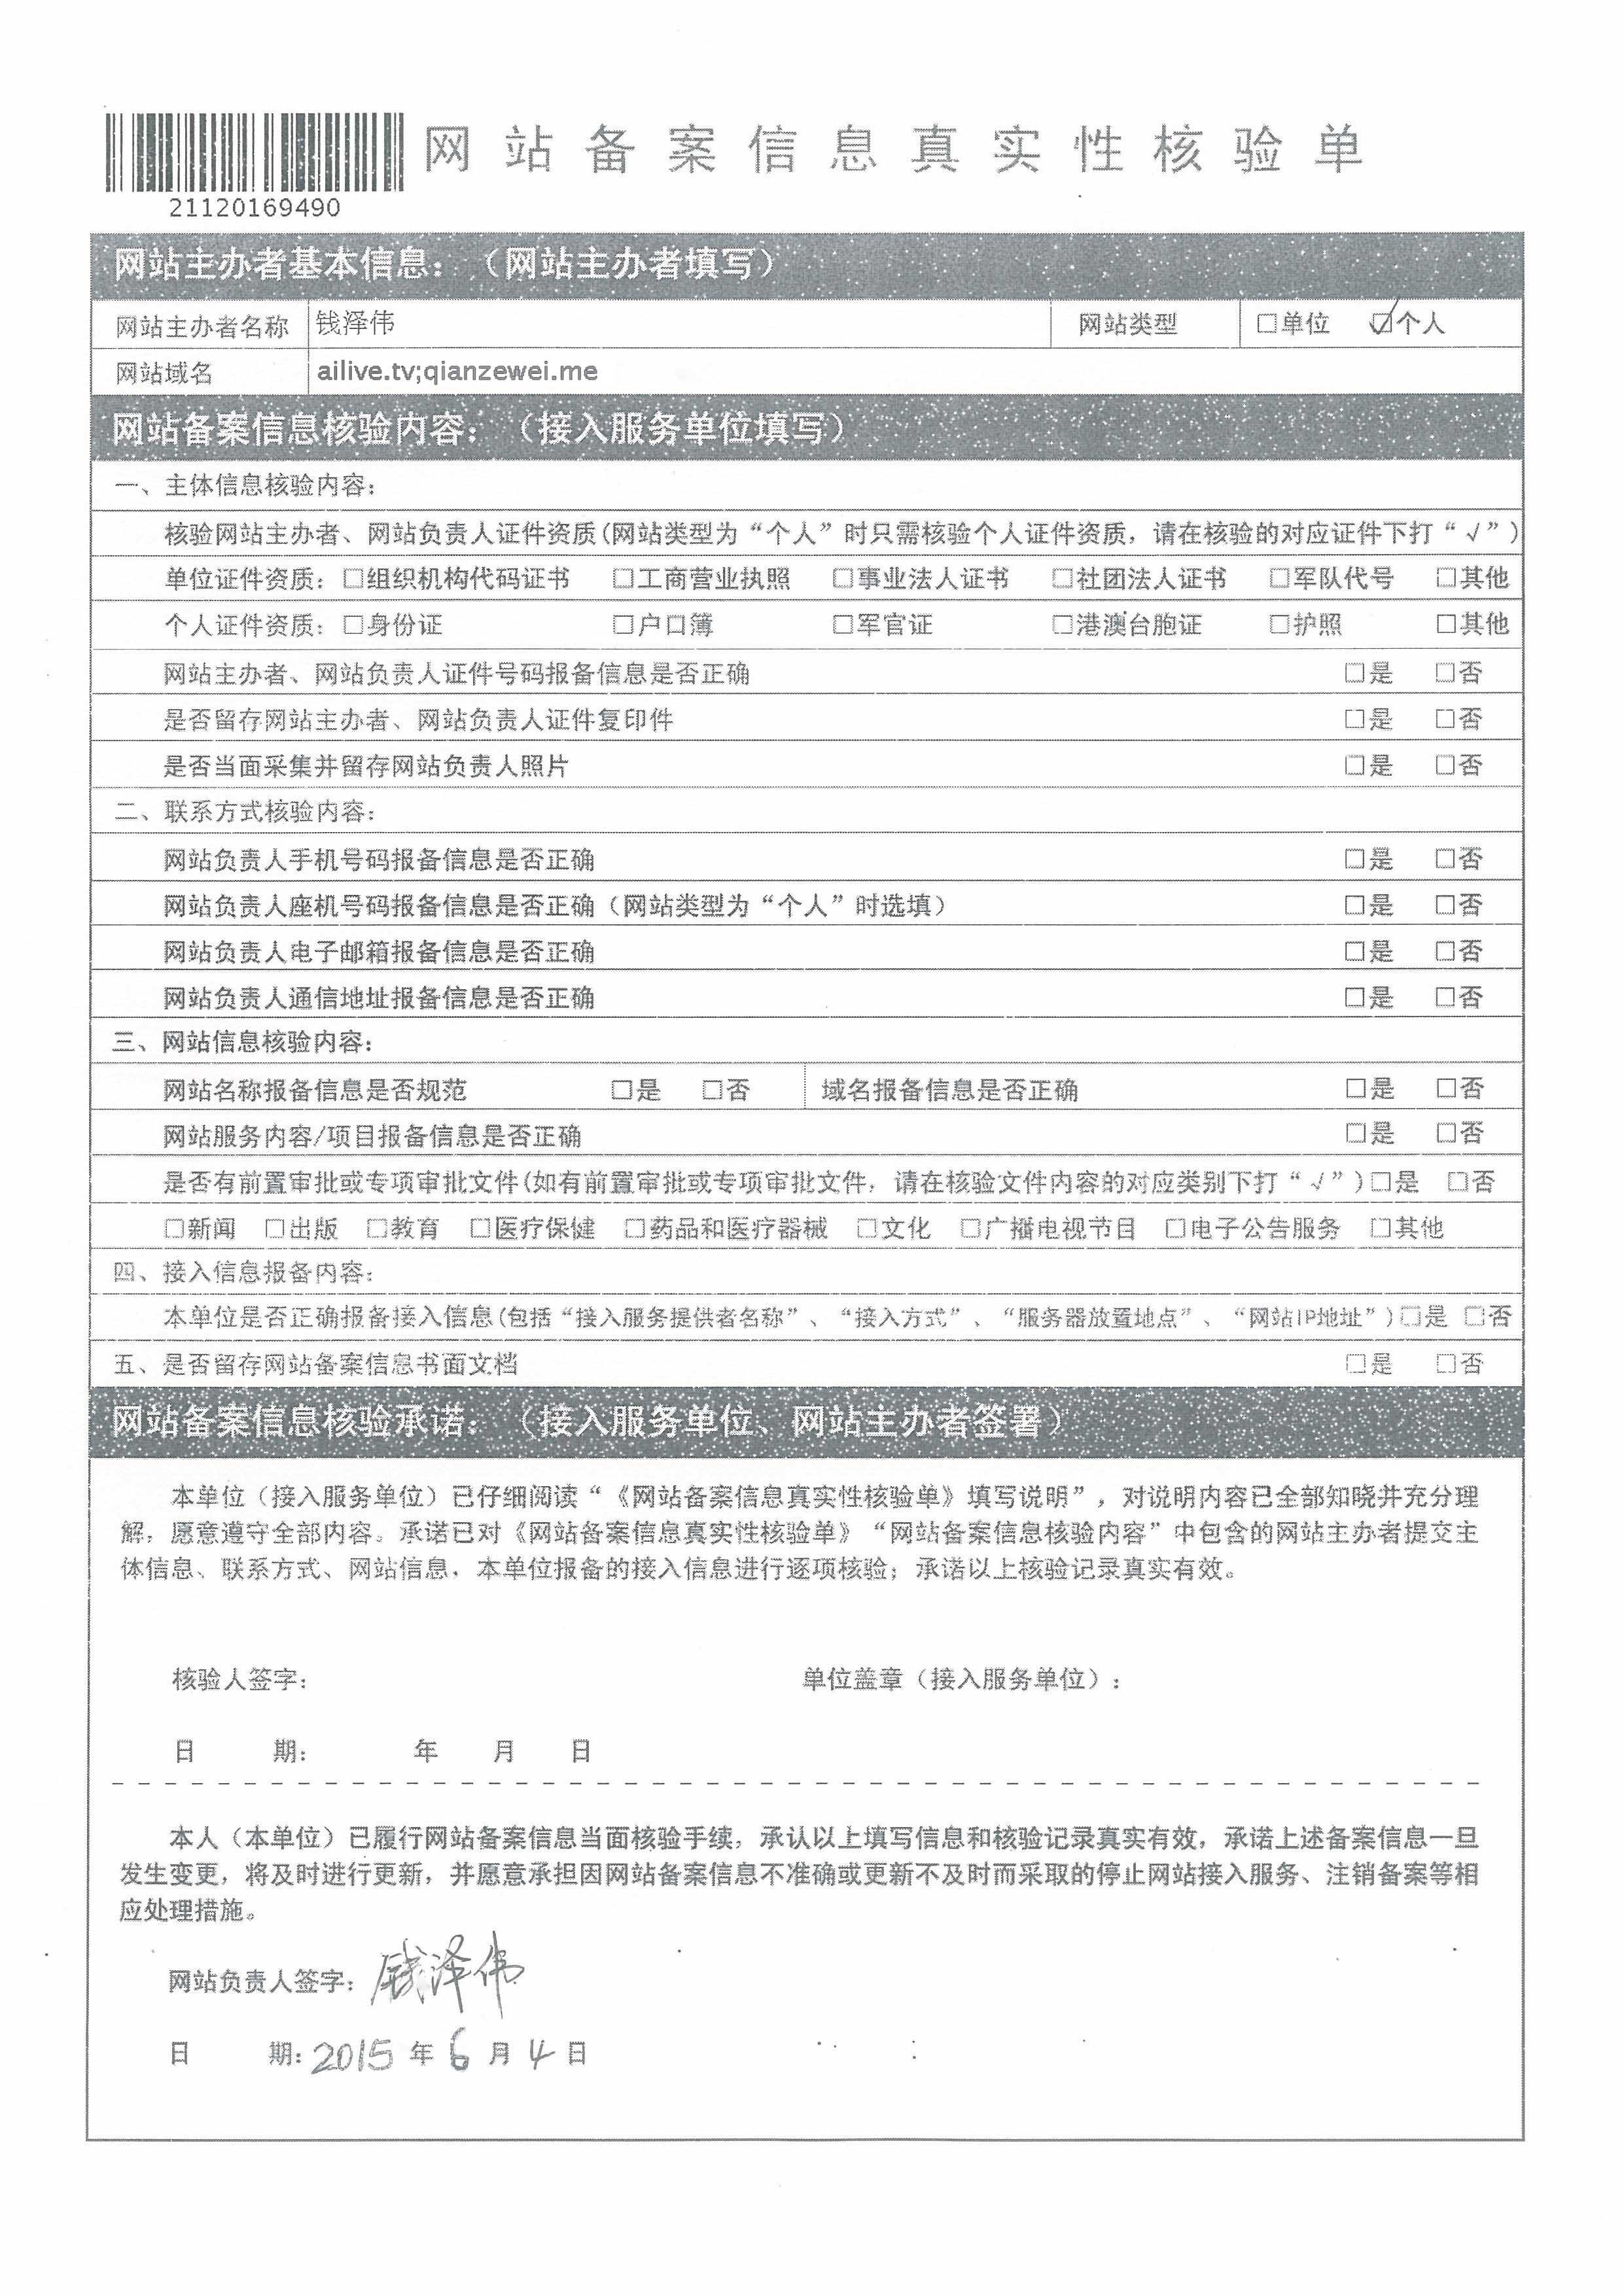 网站备案信息真实性核验单
21120169490
网站主办者基本信息：（网站主办者填写）
网站主办者名称 钱泽伟 网站类型 □单位 ☑个人
网站域名 ailive.tv;qianzewei.me
网站备案信息核验内容：（接入服务单位填写）
一、主体信息核验内容：
核验网站主办者、网站负责人证件资质(网站类型为“个人”时只需核验个人证件资质，请在核验的对应证件下打“√”)
单位证件资质：□组织机构代码证书 □工商营业执照 □事业法人证书 □社团法人证书 □军队代号 □其他
个人证件资质：□身份证 □户口簿 □军官证 □港澳台胞证 □护照 □其他
网站主办者、网站负责人证件号码报备信息是否正确 □是 □否
是否留存网站主办者、网站负责人证件复印件 □是 □否
是否当面采集并留存网站负责人照片 □是 □否
二、联系方式核验内容：
网站负责人手机号码报备信息是否正确 □是 □否
网站负责人座机号码报备信息是否正确（网站类型为“个人”时选填） □是 □否
网站负责人电子邮箱报备信息是否正确 □是 □否
网站负责人通信地址报备信息是否正确 □是 □否
三、网站信息核验内容：
网站名称报备信息是否规范 □是 □否 域名报备信息是否正确 □是 □否
网站服务内容/项目报备信息是否正确 □是 □否
是否有前置审批或专项审批文件(如有前置审批或专项审批文件，请在核验文件内容的对应类别下打“√”)□是 □否
□新闻 □出版 □教育 □医疗保健 □药品和医疗器械 □文化 □广播电视节目 □电子公告服务 □其他
四、接入信息报备内容：
本单位是否正确报备接入信息(包括“接入服务提供者名称”、“接入方式”、“服务器放置地点”、“网站IP地址”)□是 □否
五、是否留存网站备案信息书面文档 □是 □否
网站备案信息核验承诺：（接入服务单位、网站主办者签署）
本单位（接入服务单位）已仔细阅读“《网站备案信息真实性核验单》填写说明”，对说明内容已全部知晓并充分理
解，愿意遵守全部内容。承诺已对《网站备案信息真实性核验单》“网站备案信息核验内容”中包含的网站主办者提交主
体信息、联系方式、网站信息，本单位报备的接入信息进行逐项核验；承诺以上核验记录真实有效。
核验人签字： 单位盖章（接入服务单位）：
日 期： 年 月 日
本人（本单位）已履行网站备案信息当面核验手续，承认以上填写信息和核验记录真实有效，承诺上述备案信息一旦
发生变更，将及时进行更新，并愿意承担因网站备案信息不准确或更新不及时而采取的停止网站接入服务、注销备案等相
应处理措施。
网站负责人签字：钱泽伟
日 期：2015年6月4日